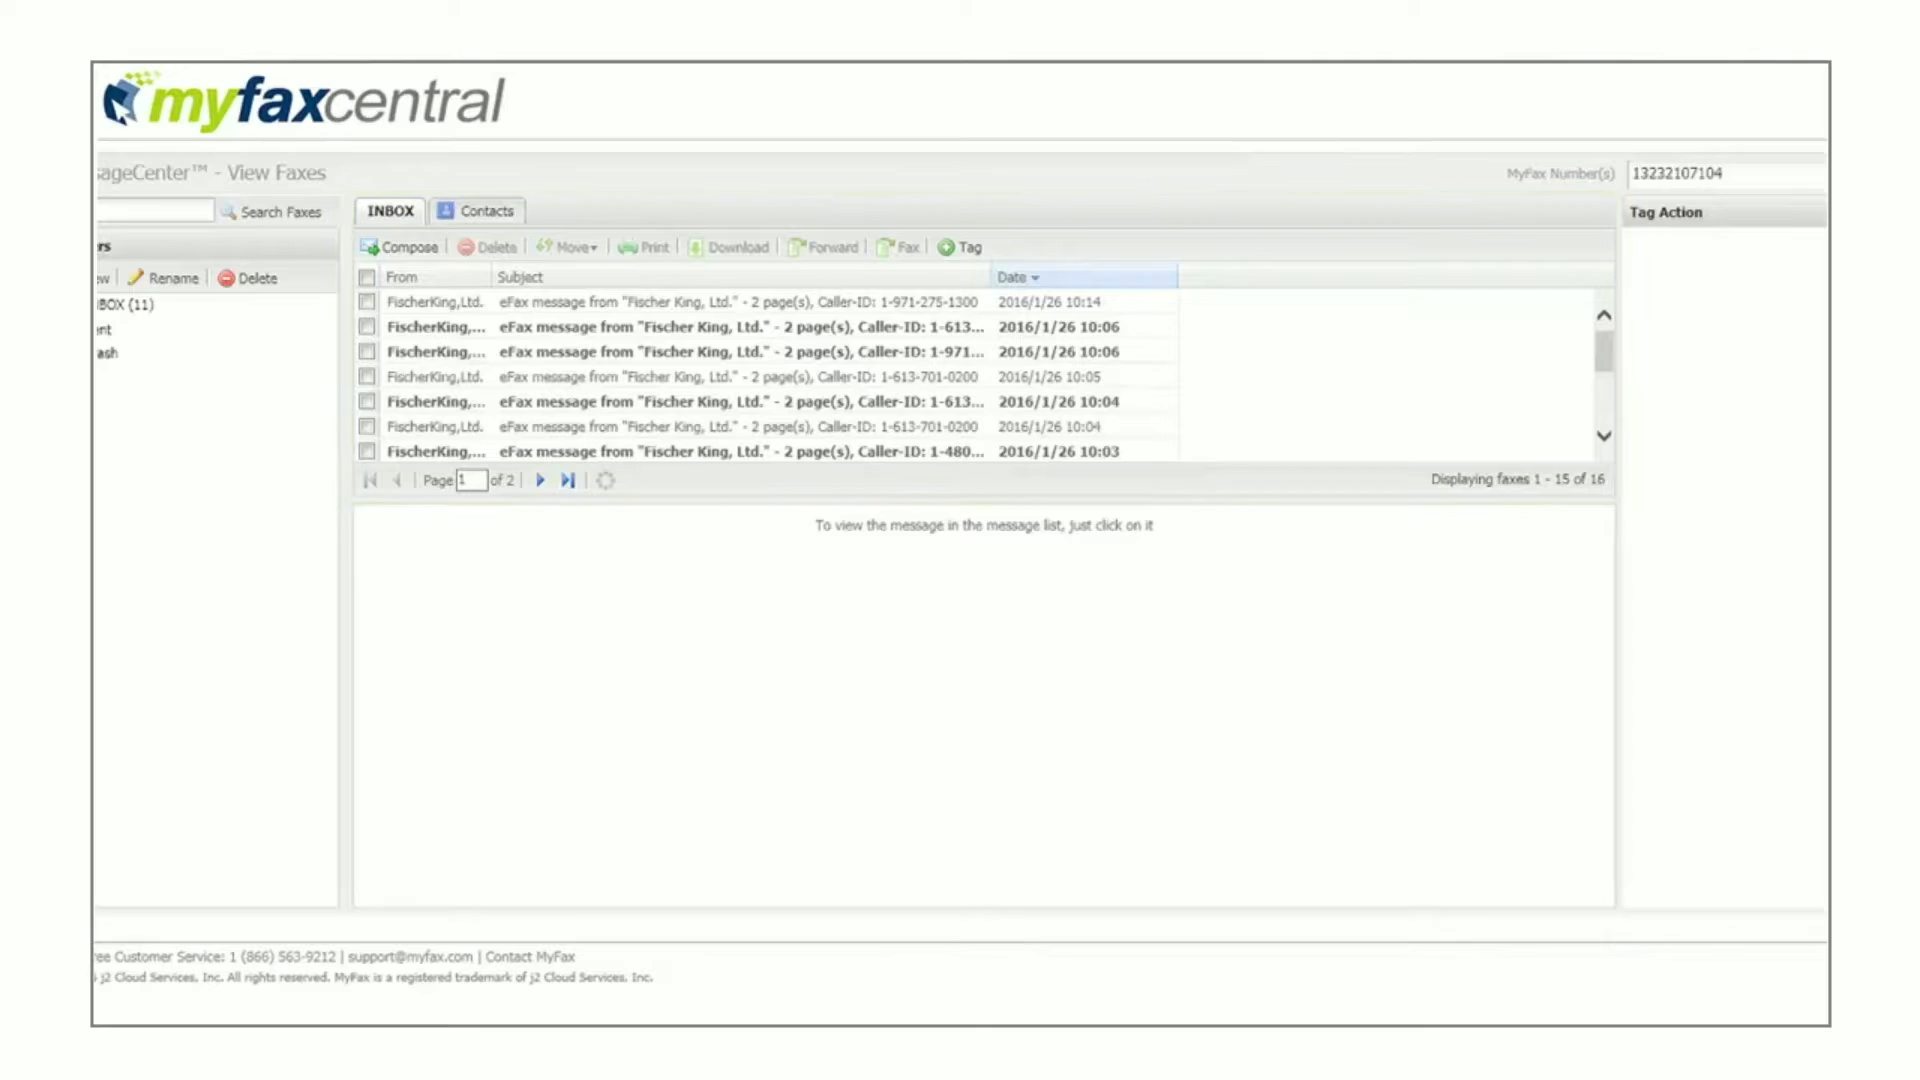 myfaxcentral
sageCenter™ - View Faxes
MyFax Number(s) 13232107104
Search Faxes
INBOX Contacts
Tag Action
rs
Compose Delete Move Print Download Forward Fax Tag
ew Rename Delete
From Subject Date
BOX (11)
ent
ash
FischerKing,Ltd. eFax message from "Fischer King, Ltd." - 2 page(s), Caller-ID: 1-971-275-1300 2016/1/26 10:14
FischerKing,... eFax message from "Fischer King, Ltd." - 2 page(s), Caller-ID: 1-613... 2016/1/26 10:06
FischerKing,... eFax message from "Fischer King, Ltd." - 2 page(s), Caller-ID: 1-971... 2016/1/26 10:06
FischerKing,Ltd. eFax message from "Fischer King, Ltd." - 2 page(s), Caller-ID: 1-613-701-0200 2016/1/26 10:05
FischerKing,... eFax message from "Fischer King, Ltd." - 2 page(s), Caller-ID: 1-613... 2016/1/26 10:04
FischerKing,Ltd. eFax message from "Fischer King, Ltd." - 2 page(s), Caller-ID: 1-613-701-0200 2016/1/26 10:04
FischerKing,... eFax message from "Fischer King, Ltd." - 2 page(s), Caller-ID: 1-480... 2016/1/26 10:03
Page 1 of 2 Displaying faxes 1 - 15 of 16
To view the message in the message list, just click on it
ree Customer Service: 1 (866) 563-9212 | support@myfax.com | Contact MyFax
j2 Cloud Services, Inc. All rights reserved. MyFax is a registered trademark of j2 Cloud Services, Inc.